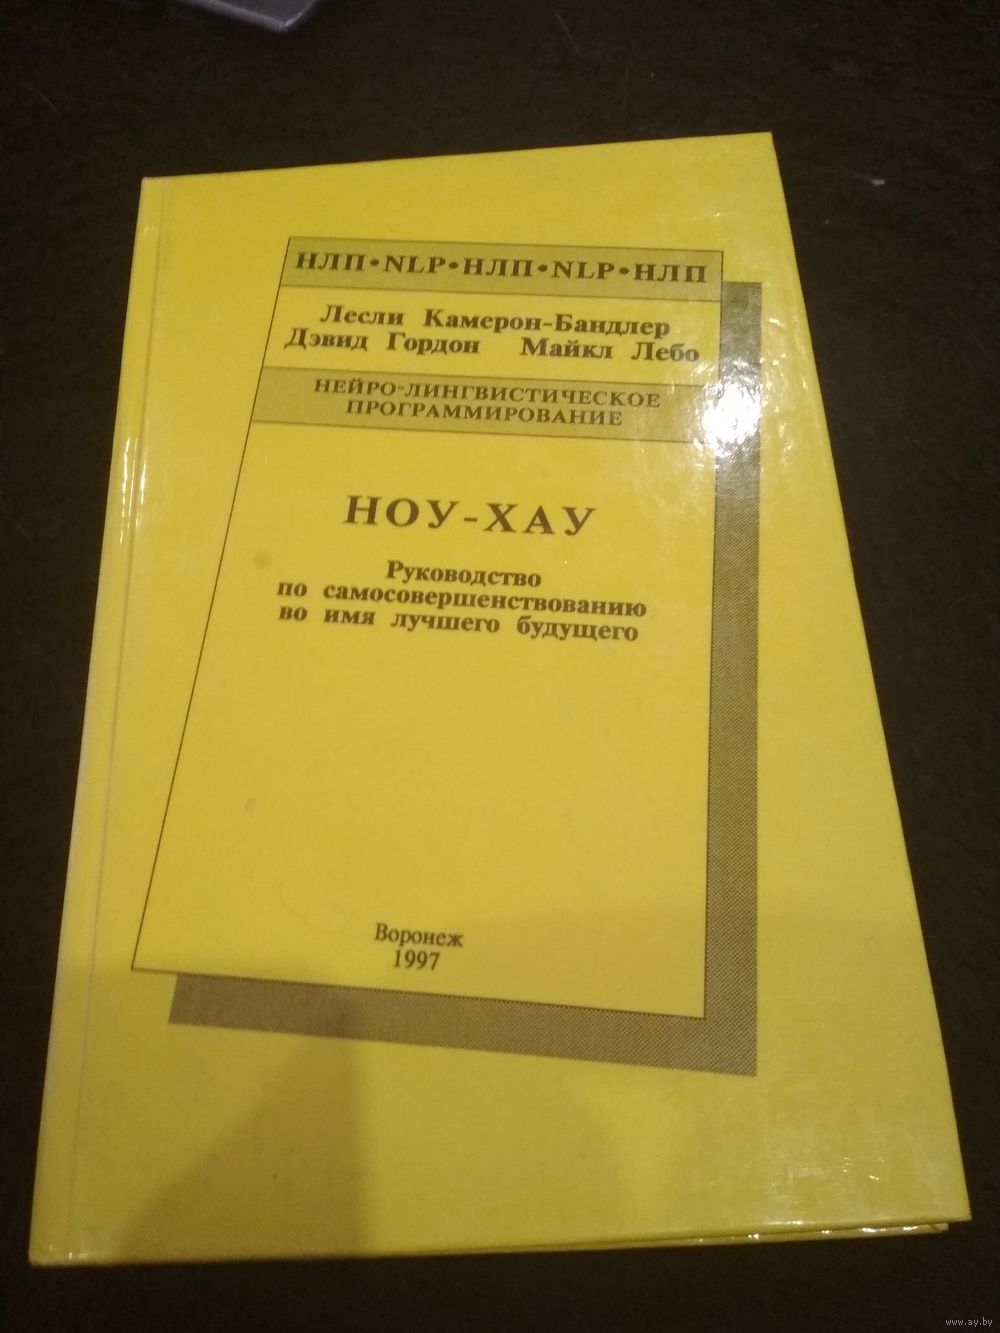 НЛП•NLP•НЛП•NLP•НЛП
Лесли Камерон-Бандлер
Дэвид Гордон Майкл Лебо
НЕЙРО-ЛИНГВИСТИЧЕСКОЕ
ПРОГРАММИРОВАНИЕ
НОУ-ХАУ
Руководство
по самосовершенствованию
во имя лучшего будущего
Воронеж
1997
www.ay.by